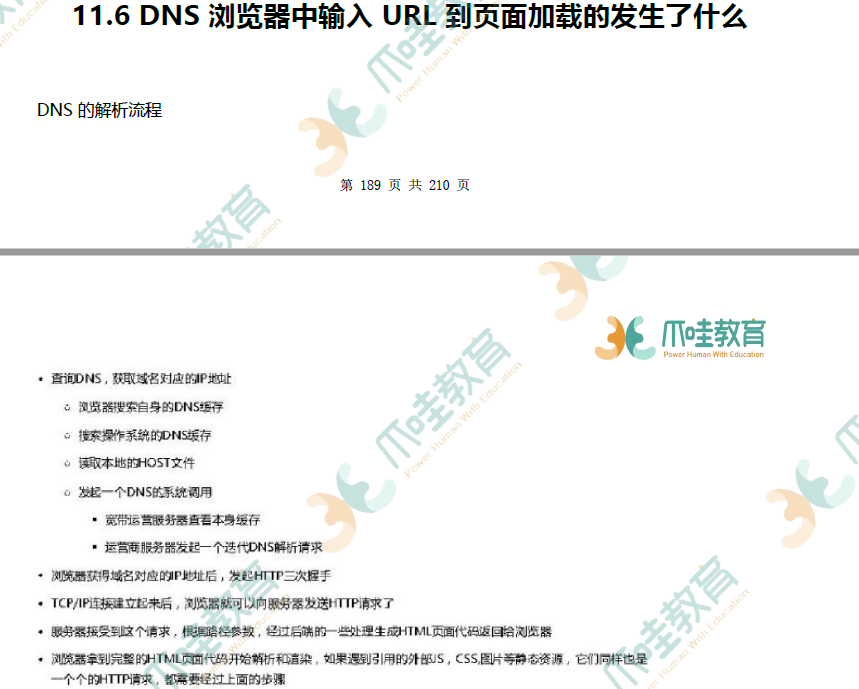 11.6 DNS 浏览器中输入 URL 到页面加载的发生了什么
DNS 的解析流程
第 189 页 共 210 页
爪哇教育
Power Human With Education
• 查询DNS，获取域名对应的IP地址
○ 浏览器搜索自身的DNS缓存
○ 搜索操作系统的DNS缓存
○ 读取本地的HOST文件
○ 发起一个DNS的系统调用
▪ 宽带运营服务器查看本身缓存
▪ 运营商服务器发起一个迭代DNS解析请求
• 浏览器获得域名对应的IP地址后，发起HTTP三次握手
• TCP/IP连接建立起来后，浏览器就可以向服务器发送HTTP请求了
• 服务器接受到这个请求，根据路径参数，经过后端的一些处理生成HTML页面代码返回给浏览器
• 浏览器拿到完整的HTML页面代码开始解析和渲染，如果遇到引用的外部JS，CSS,图片等静态资源，它们同样也是
一个个的HTTP请求，都需要经过上面的步骤